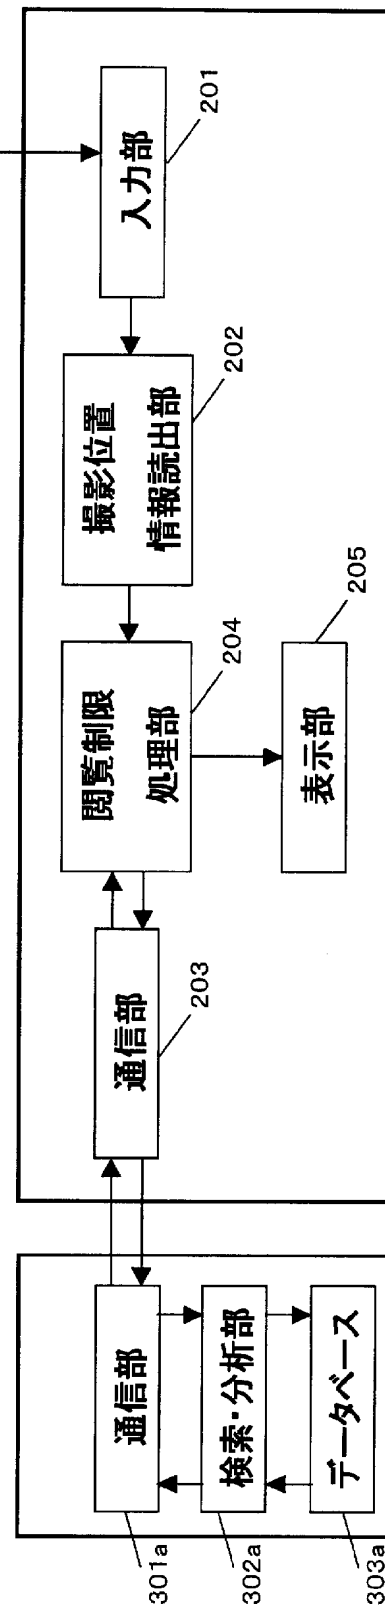 301a
通信部
302a
検索・分析部
303a
データベース
通信部
203
閲覧制限
処理部
204
撮影位置
情報読出部
202
入力部
201
表示部
205